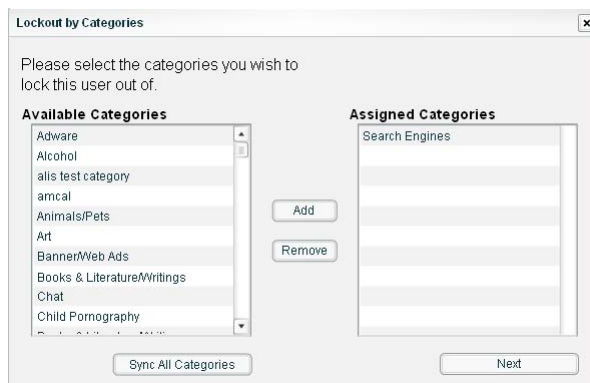 Lockout by Categories
Please select the categories you wish to
lock this user out of.
Available Categories
Adware
Alcohol
alis test category
amcal
Animals/Pets
Art
Banner/Web Ads
Books & Literature/Writings
Chat
Child Pornography
Add
Remove
Assigned Categories
Search Engines
Sync All Categories
Next